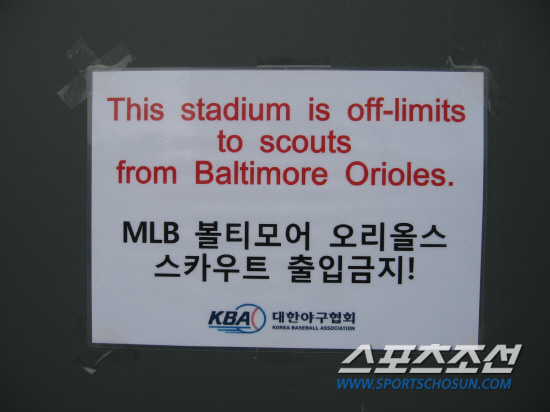 This stadium is off-limits
to scouts
from Baltimore Orioles.
MLB 볼티모어 오리올스
스카우트 출입금지!
KBA 대한야구협회
KOREA BASEBALL ASSOCIATION
스포츠조선
WWW.SPORTSCHOSUN.COM